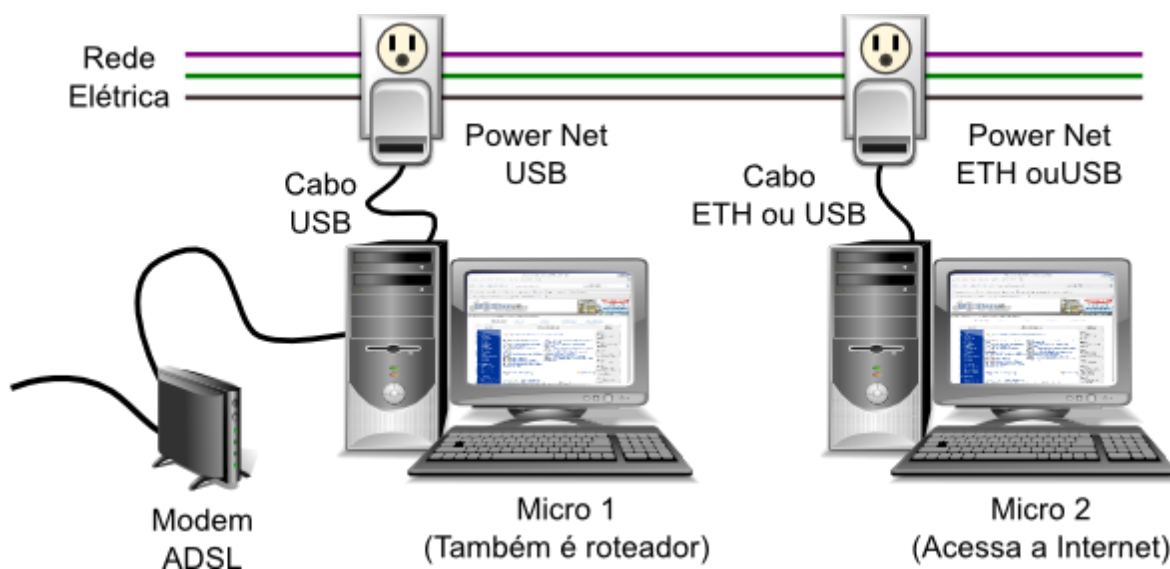 Rede
Elétrica
Power Net
USB
Power Net
ETH ouUSB
Cabo
USB
Cabo
ETH ou USB
Modem
ADSL
Micro 1
(Também é roteador)
Micro 2
(Acessa a Internet)